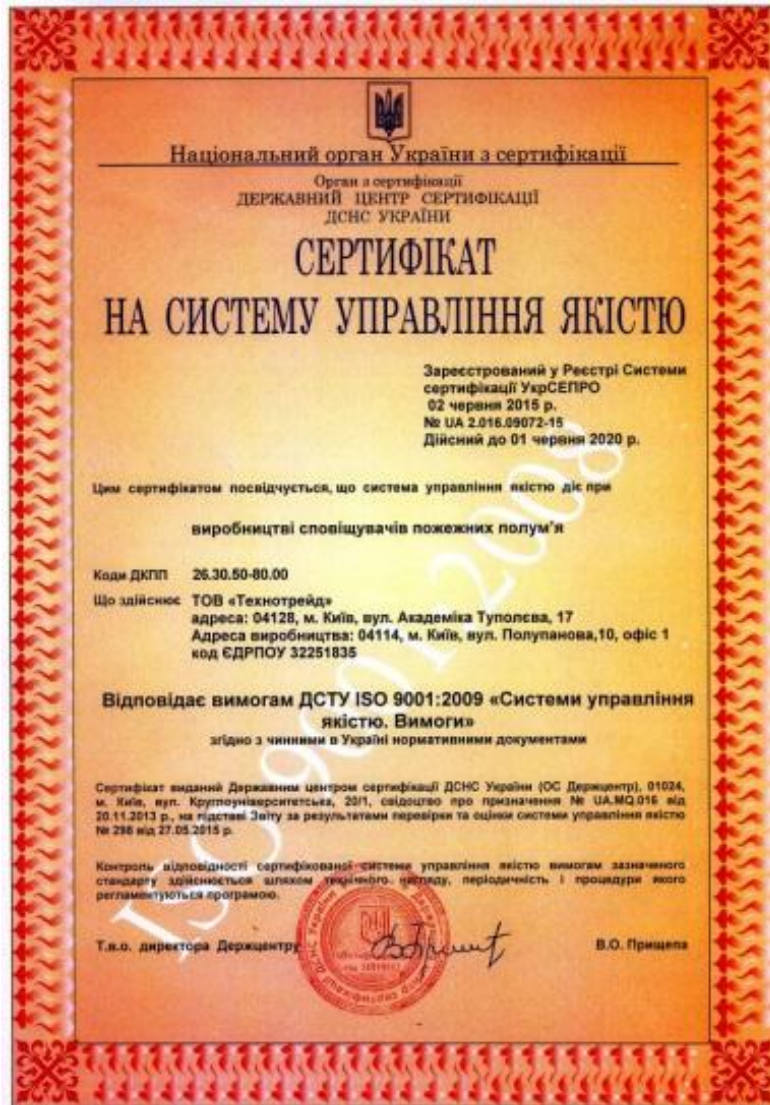 Національний орган України з сертифікації
Орган з сертифікації
ДЕРЖАВНИЙ ЦЕНТР СЕРТИФІКАЦІЇ
ДСНС УКРАЇНИ
СЕРТИФІКАТ
НА СИСТЕМУ УПРАВЛІННЯ ЯКІСТЮ
Зареєстрований у Реєстрі Системи
сертифікації УкрСЕПРО
02 червня 2015 р.
№ UA 2.016.09072-15
Дійсний до 01 червня 2020 р.
Цим сертифікатом посвідчується, що система управління якістю діє при
виробництві сповіщувачів пожежних полум’я
Коди ДКПП 26.30.50-80.00
Що здійснює ТОВ «Технотрейд»
адреса: 04128, м. Київ, вул. Академіка Туполєва, 17
Адреса виробництва: 04114, м. Київ, вул. Полупанова,10, офіс 1
код ЄДРПОУ 32251835
Відповідає вимогам ДСТУ ISO 9001:2009 «Системи управління
якістю. Вимоги»
згідно з чинними в Україні нормативними документами
Сертифікат виданий Державним центром сертифікації ДСНС України (ОС Держцентр), 01024,
м. Київ, вул. Круглоуніверситетська, 20/1, свідоцтво про призначення № UA.MQ.016 від
20.11.2013 р., на підставі Звіту за результатами перевірки та оцінки системи управління якістю
№ 298 від 27.05.2015 р.
Контроль відповідності сертифікованої системи управління якістю вимогам зазначеного
стандарту здійснюється шляхом технічного нагляду, періодичність і процедури якого
регламентуються програмою.
Т.в.о. директора Держцентру В.О. Прищепа
ISO 9001:2008